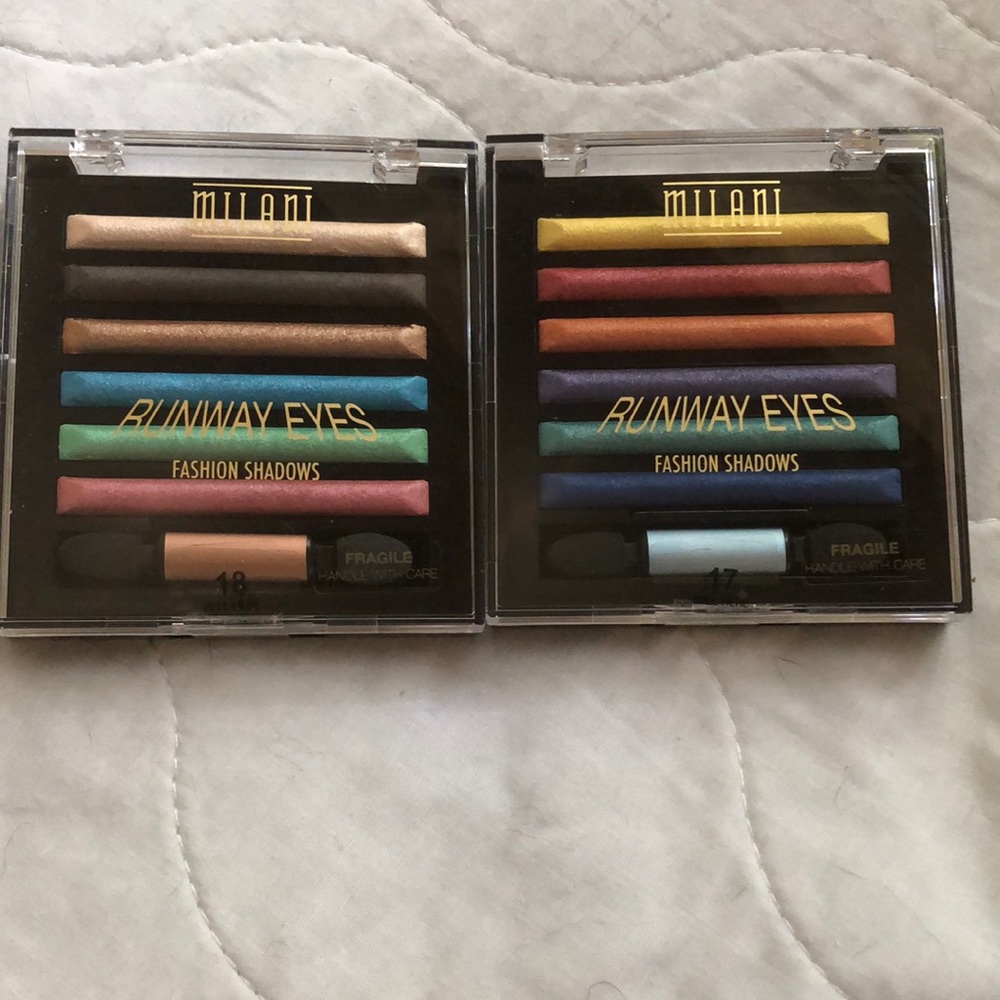 MILANI
RUNWAY EYES
FASHION SHADOWS
FRAGILE
HANDLE WITH CARE
18
MILANI
RUNWAY EYES
FASHION SHADOWS
FRAGILE
HANDLE WITH CARE
17